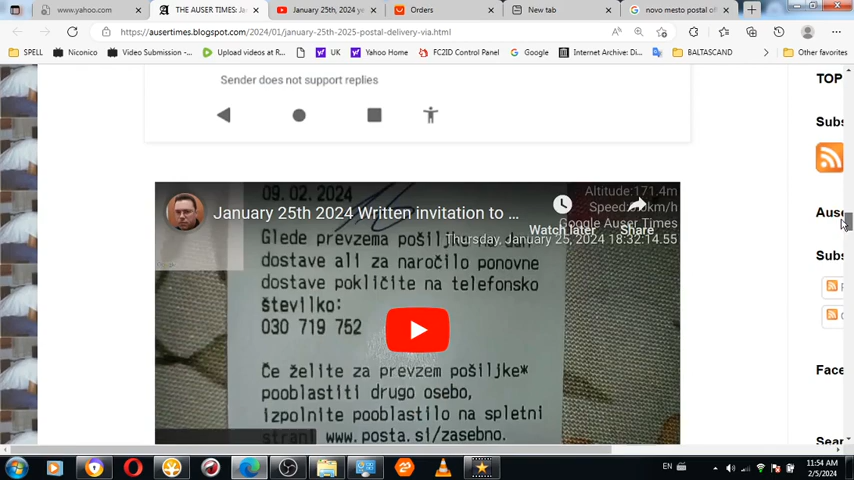 www.yahoo.com
THE AUSER TIMES: Ja
January 25th, 2024 ye
Orders
New tab
novo mesto postal of
https://ausertimes.blogspot.com/2024/01/january-25th-2025-postal-delivery-via.html
SPELL
Niconico
Video Submission -...
Upload videos at R...
UK
Yahoo Home
FC2ID Control Panel
Google
Internet Archive: Di...
BALTASCAND
Other favorites
Sender does not support replies
TOP
Subs
Ause
Subs
Face
Sear
09.02.2024
January 25th 2024 Written invitation to ...
Watch later
Share
Altitude:171.4m
Google Auser Times
Thursday, January 25, 2024 18:32:14.55
Glede prevzema pošiljke na dan
dostave ali za naročilo ponovne
dostave pokličite na telefonsko
številko:
030 719 752
Če želite za prevzem pošiljke*
pooblastiti drugo osebo,
izpolnite pooblastilo na spletni
strani www.posta.si/zasebno.
EN
11:54 AM
2/5/2024